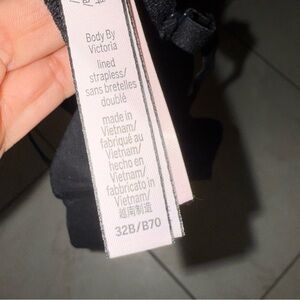 Body By
Victoria
lined
strapless/
sans bretelles
doublé
made in
Vietnam/
fabriqué au
Vietnam/
hecho en
Vietnam/
fabbricato in
Vietnam/
越南制造
32B/B70